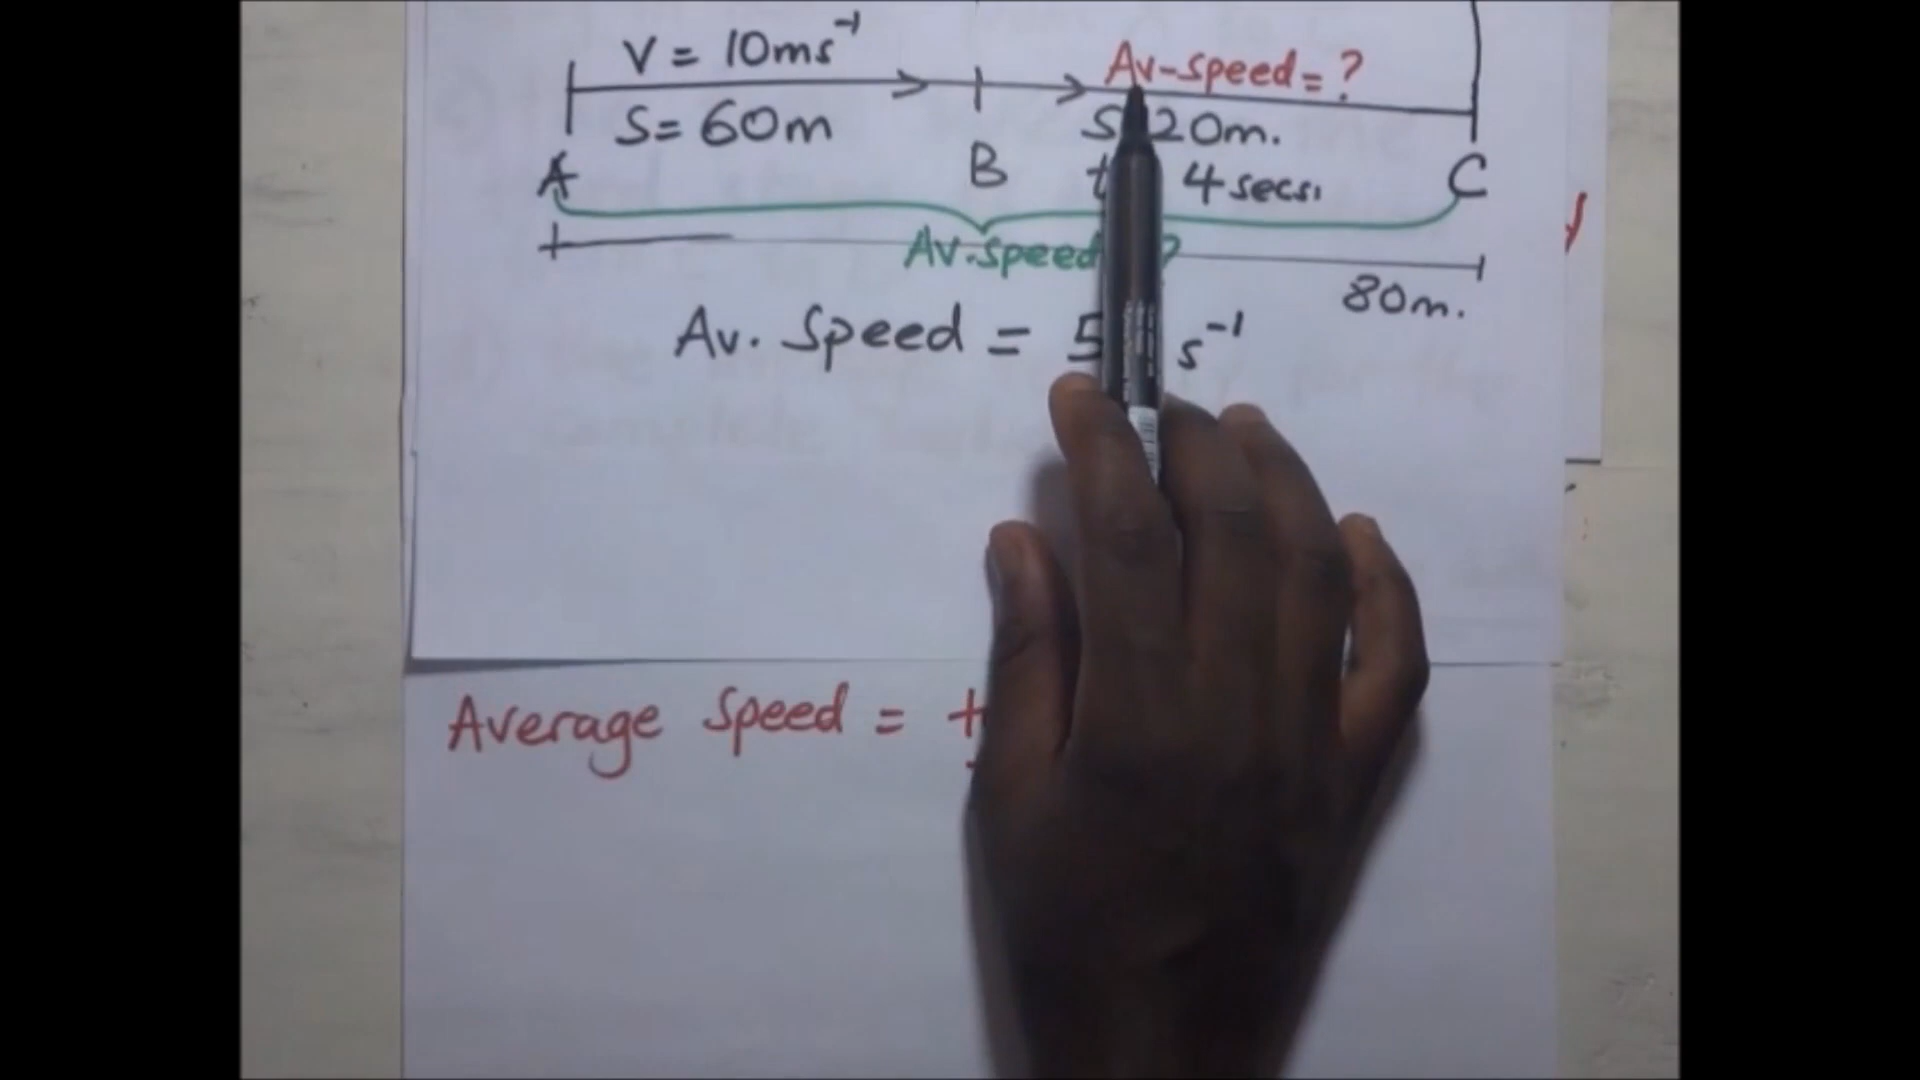 V = 10ms⁻¹
Av-speed = ?
S = 60m
S 20m.
A B t 4 secs. C
Av. speed ?
80m.
Av. Speed = 5 s⁻¹
Average Speed =